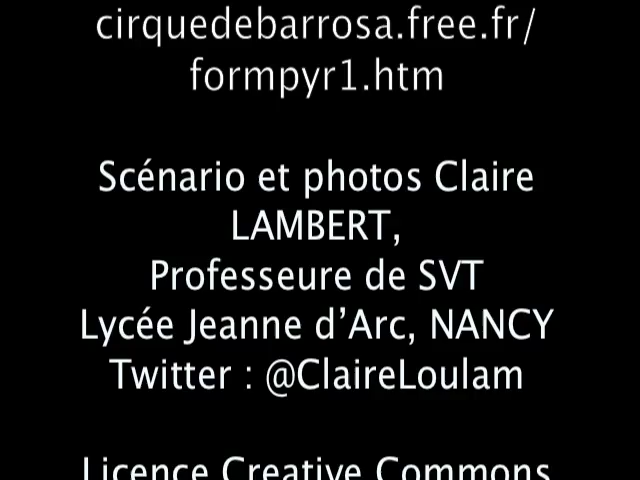 cirquedebarrosa.free.fr/
formpyr1.htm
Scénario et photos Claire
LAMBERT,
Professeure de SVT
Lycée Jeanne d’Arc, NANCY
Twitter : @ClaireLoulam
Licence Creative Commons